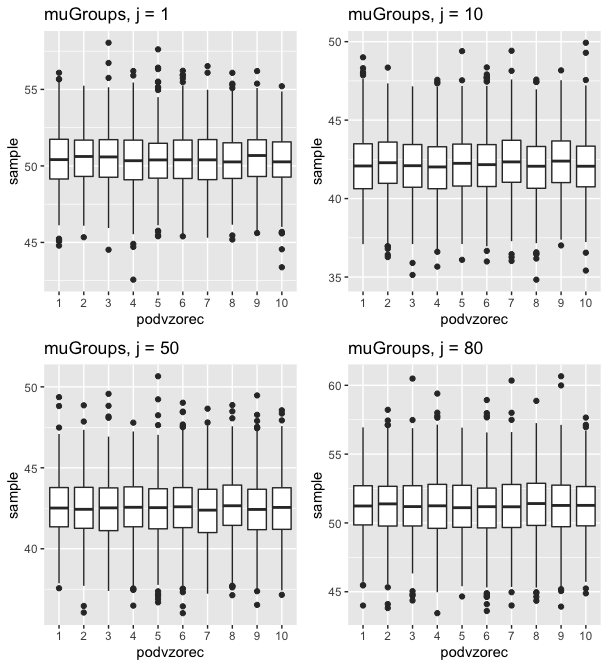 muGroups, j = 1
55
50
45
sample
1 2 3 4 5 6 7 8 9 10
podvzorec
muGroups, j = 10
50
45
40
35
sample
1 2 3 4 5 6 7 8 9 10
podvzorec
muGroups, j = 50
50
45
40
sample
1 2 3 4 5 6 7 8 9 10
podvzorec
muGroups, j = 80
60
55
50
45
sample
1 2 3 4 5 6 7 8 9 10
podvzorec